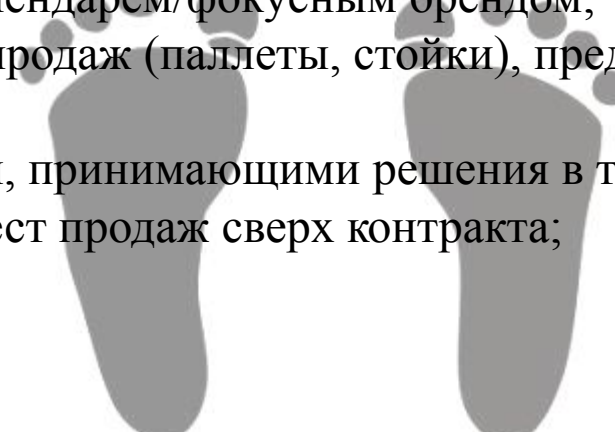 ендарем/фокусным брендом;
продаж (паллеты, стойки), пред
, принимающими решения в т
ест продаж сверх контракта;